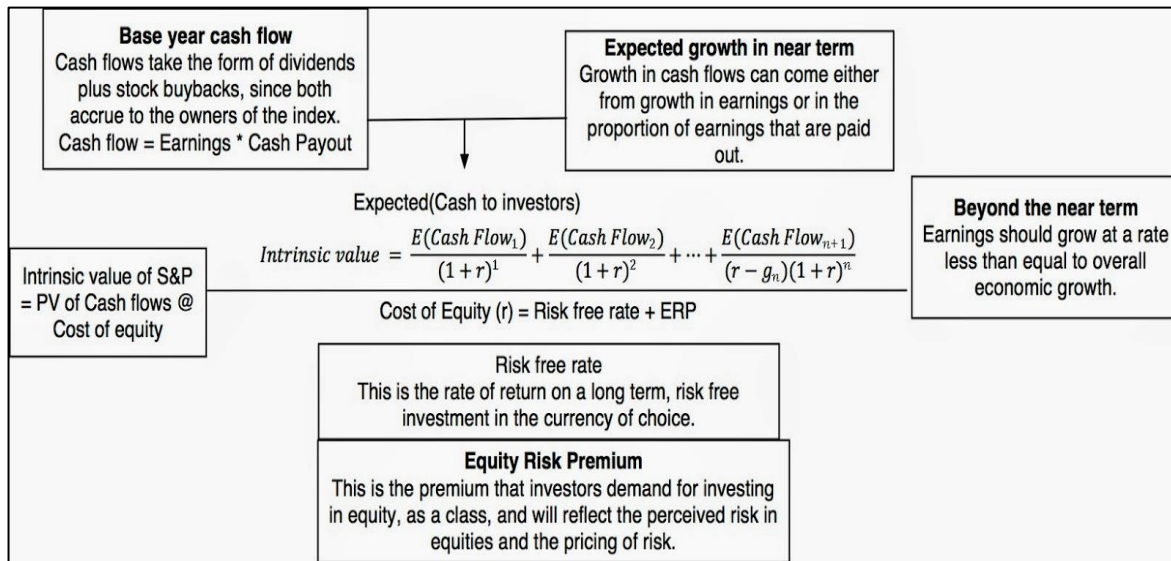 Base year cash flow
Cash flows take the form of dividends
plus stock buybacks, since both
accrue to the owners of the index.
Cash flow = Earnings * Cash Payout
Expected growth in near term
Growth in cash flows can come either
from growth in earnings or in the
proportion of earnings that are paid
out.
Expected(Cash to investors)
Intrinsic value = E(Cash Flow₁)/(1 + r)¹ + E(Cash Flow₂)/(1 + r)² + ⋯ + E(Cash Flowₙ₊₁)/(r − gₙ)(1 + r)ⁿ
Beyond the near term
Earnings should grow at a rate
less than equal to overall
economic growth.
Intrinsic value of S&P
= PV of Cash flows @
Cost of equity
Cost of Equity (r) = Risk free rate + ERP
Risk free rate
This is the rate of return on a long term, risk free
investment in the currency of choice.
Equity Risk Premium
This is the premium that investors demand for investing
in equity, as a class, and will reflect the perceived risk in
equities and the pricing of risk.